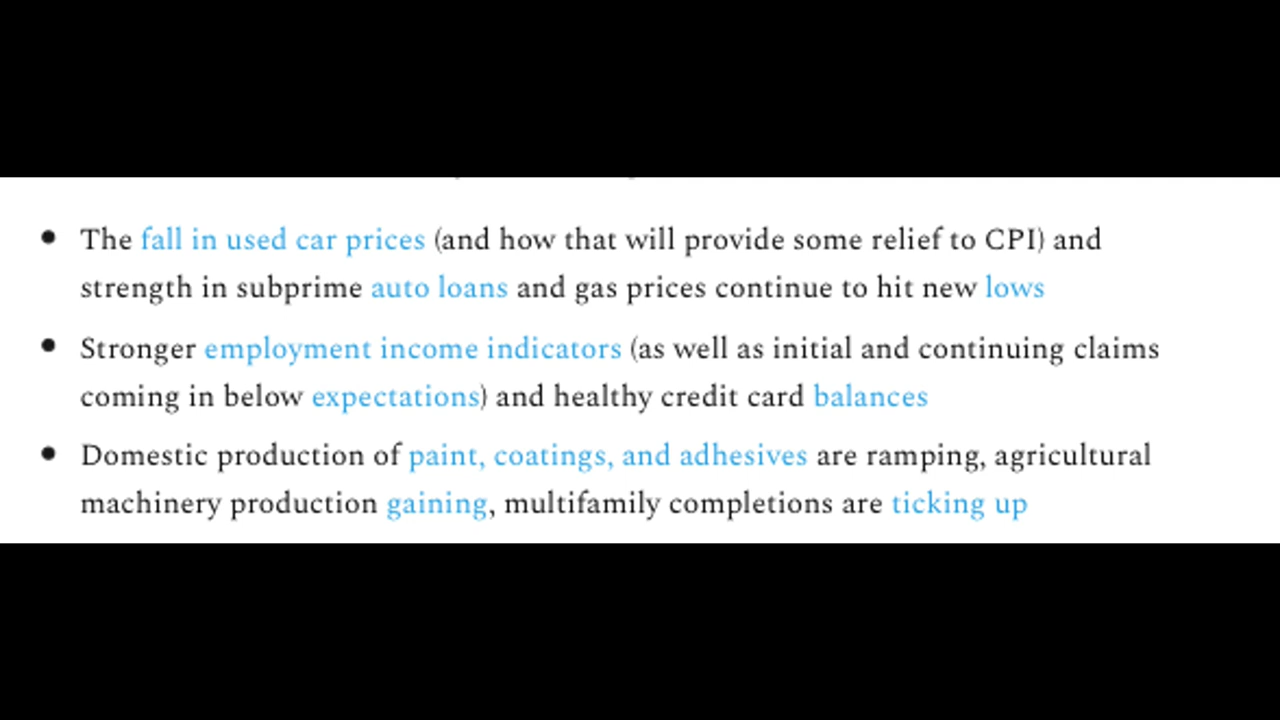 • The fall in used car prices (and how that will provide some relief to CPI) and
strength in subprime auto loans and gas prices continue to hit new lows
• Stronger employment income indicators (as well as initial and continuing claims
coming in below expectations) and healthy credit card balances
• Domestic production of paint, coatings, and adhesives are ramping, agricultural
machinery production gaining, multifamily completions are ticking up